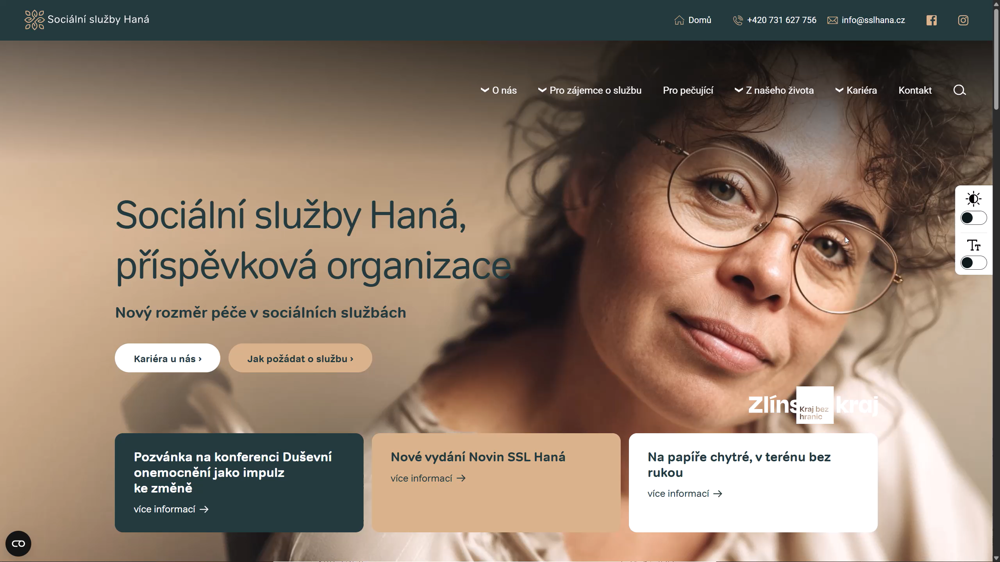 Sociální služby Haná
Domů
+420 731 627 756
info@sslhana.cz
O nás
Pro zájemce o službu
Pro pečující
Z našeho života
Kariéra
Kontakt
Sociální služby Haná,
příspěvková organizace
Nový rozměr péče v sociálních službách
Kariéra u nás ›
Jak požádat o službu ›
Tт
Zlíns kraj
Kraj bez
hranic
Pozvánka na konferenci Duševní
onemocnění jako impulz
ke změně
více informací →
Nové vydání Novin SSL Haná
více informací →
Na papíře chytré, v terénu bez
rukou
více informací →